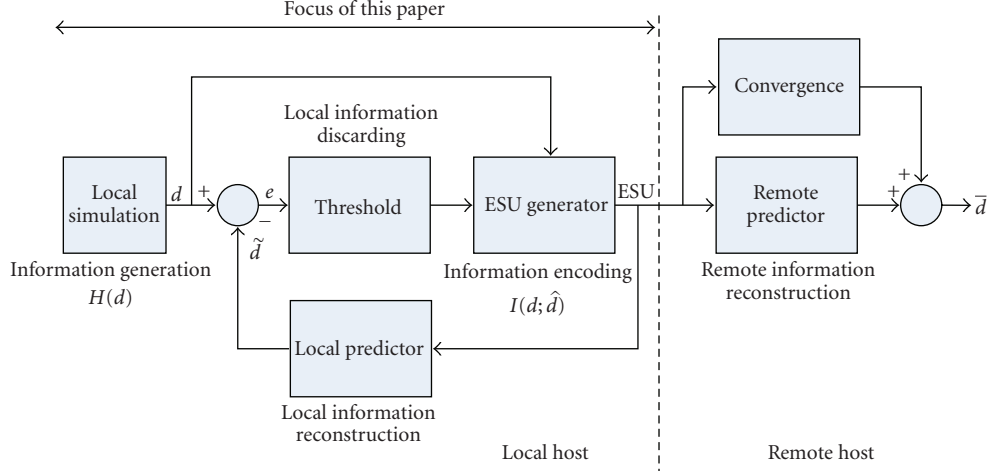 Focus of this paper
Convergence
Local information
discarding
Local
simulation
d
+
e
−
d̃
Threshold
ESU generator
ESU
Remote
predictor
+
+
d̄
Information generation
H(d)
Information encoding
I(d; d̂)
Remote information
reconstruction
Local predictor
Local information
reconstruction
Local host
Remote host